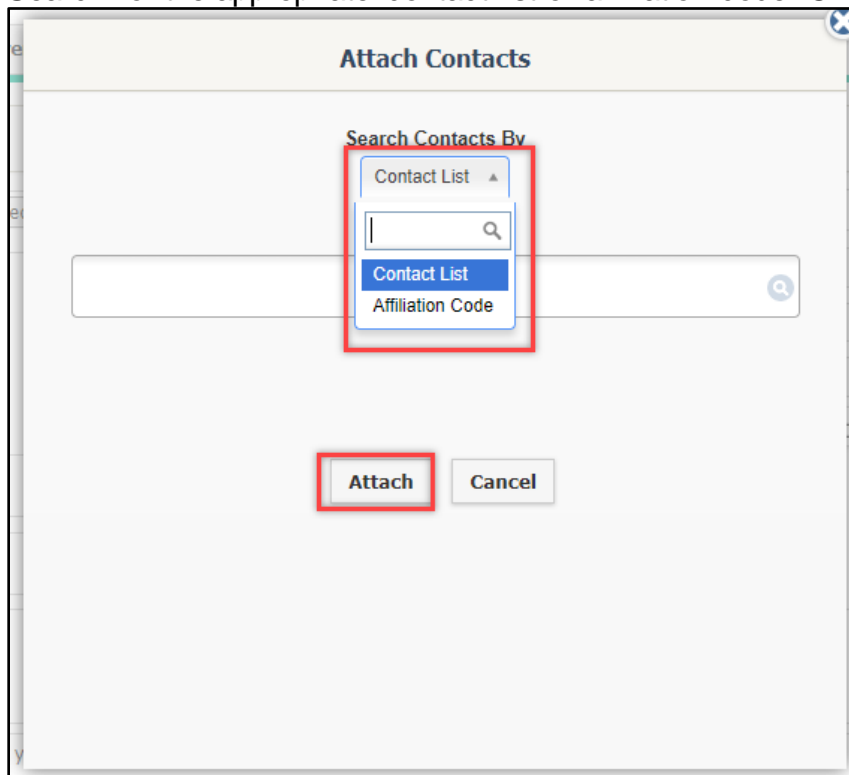 Attach Contacts
Search Contacts By
Contact List
Contact List
Affiliation Code
Attach Cancel